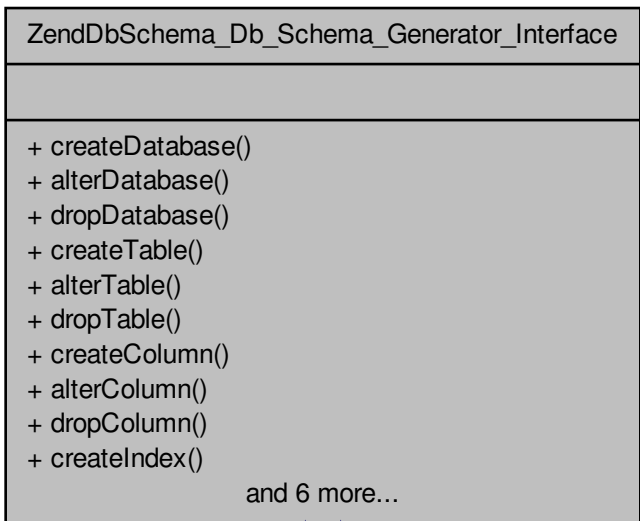 ZendDbSchema_Db_Schema_Generator_Interface
+ createDatabase()
+ alterDatabase()
+ dropDatabase()
+ createTable()
+ alterTable()
+ dropTable()
+ createColumn()
+ alterColumn()
+ dropColumn()
+ createIndex()
and 6 more...